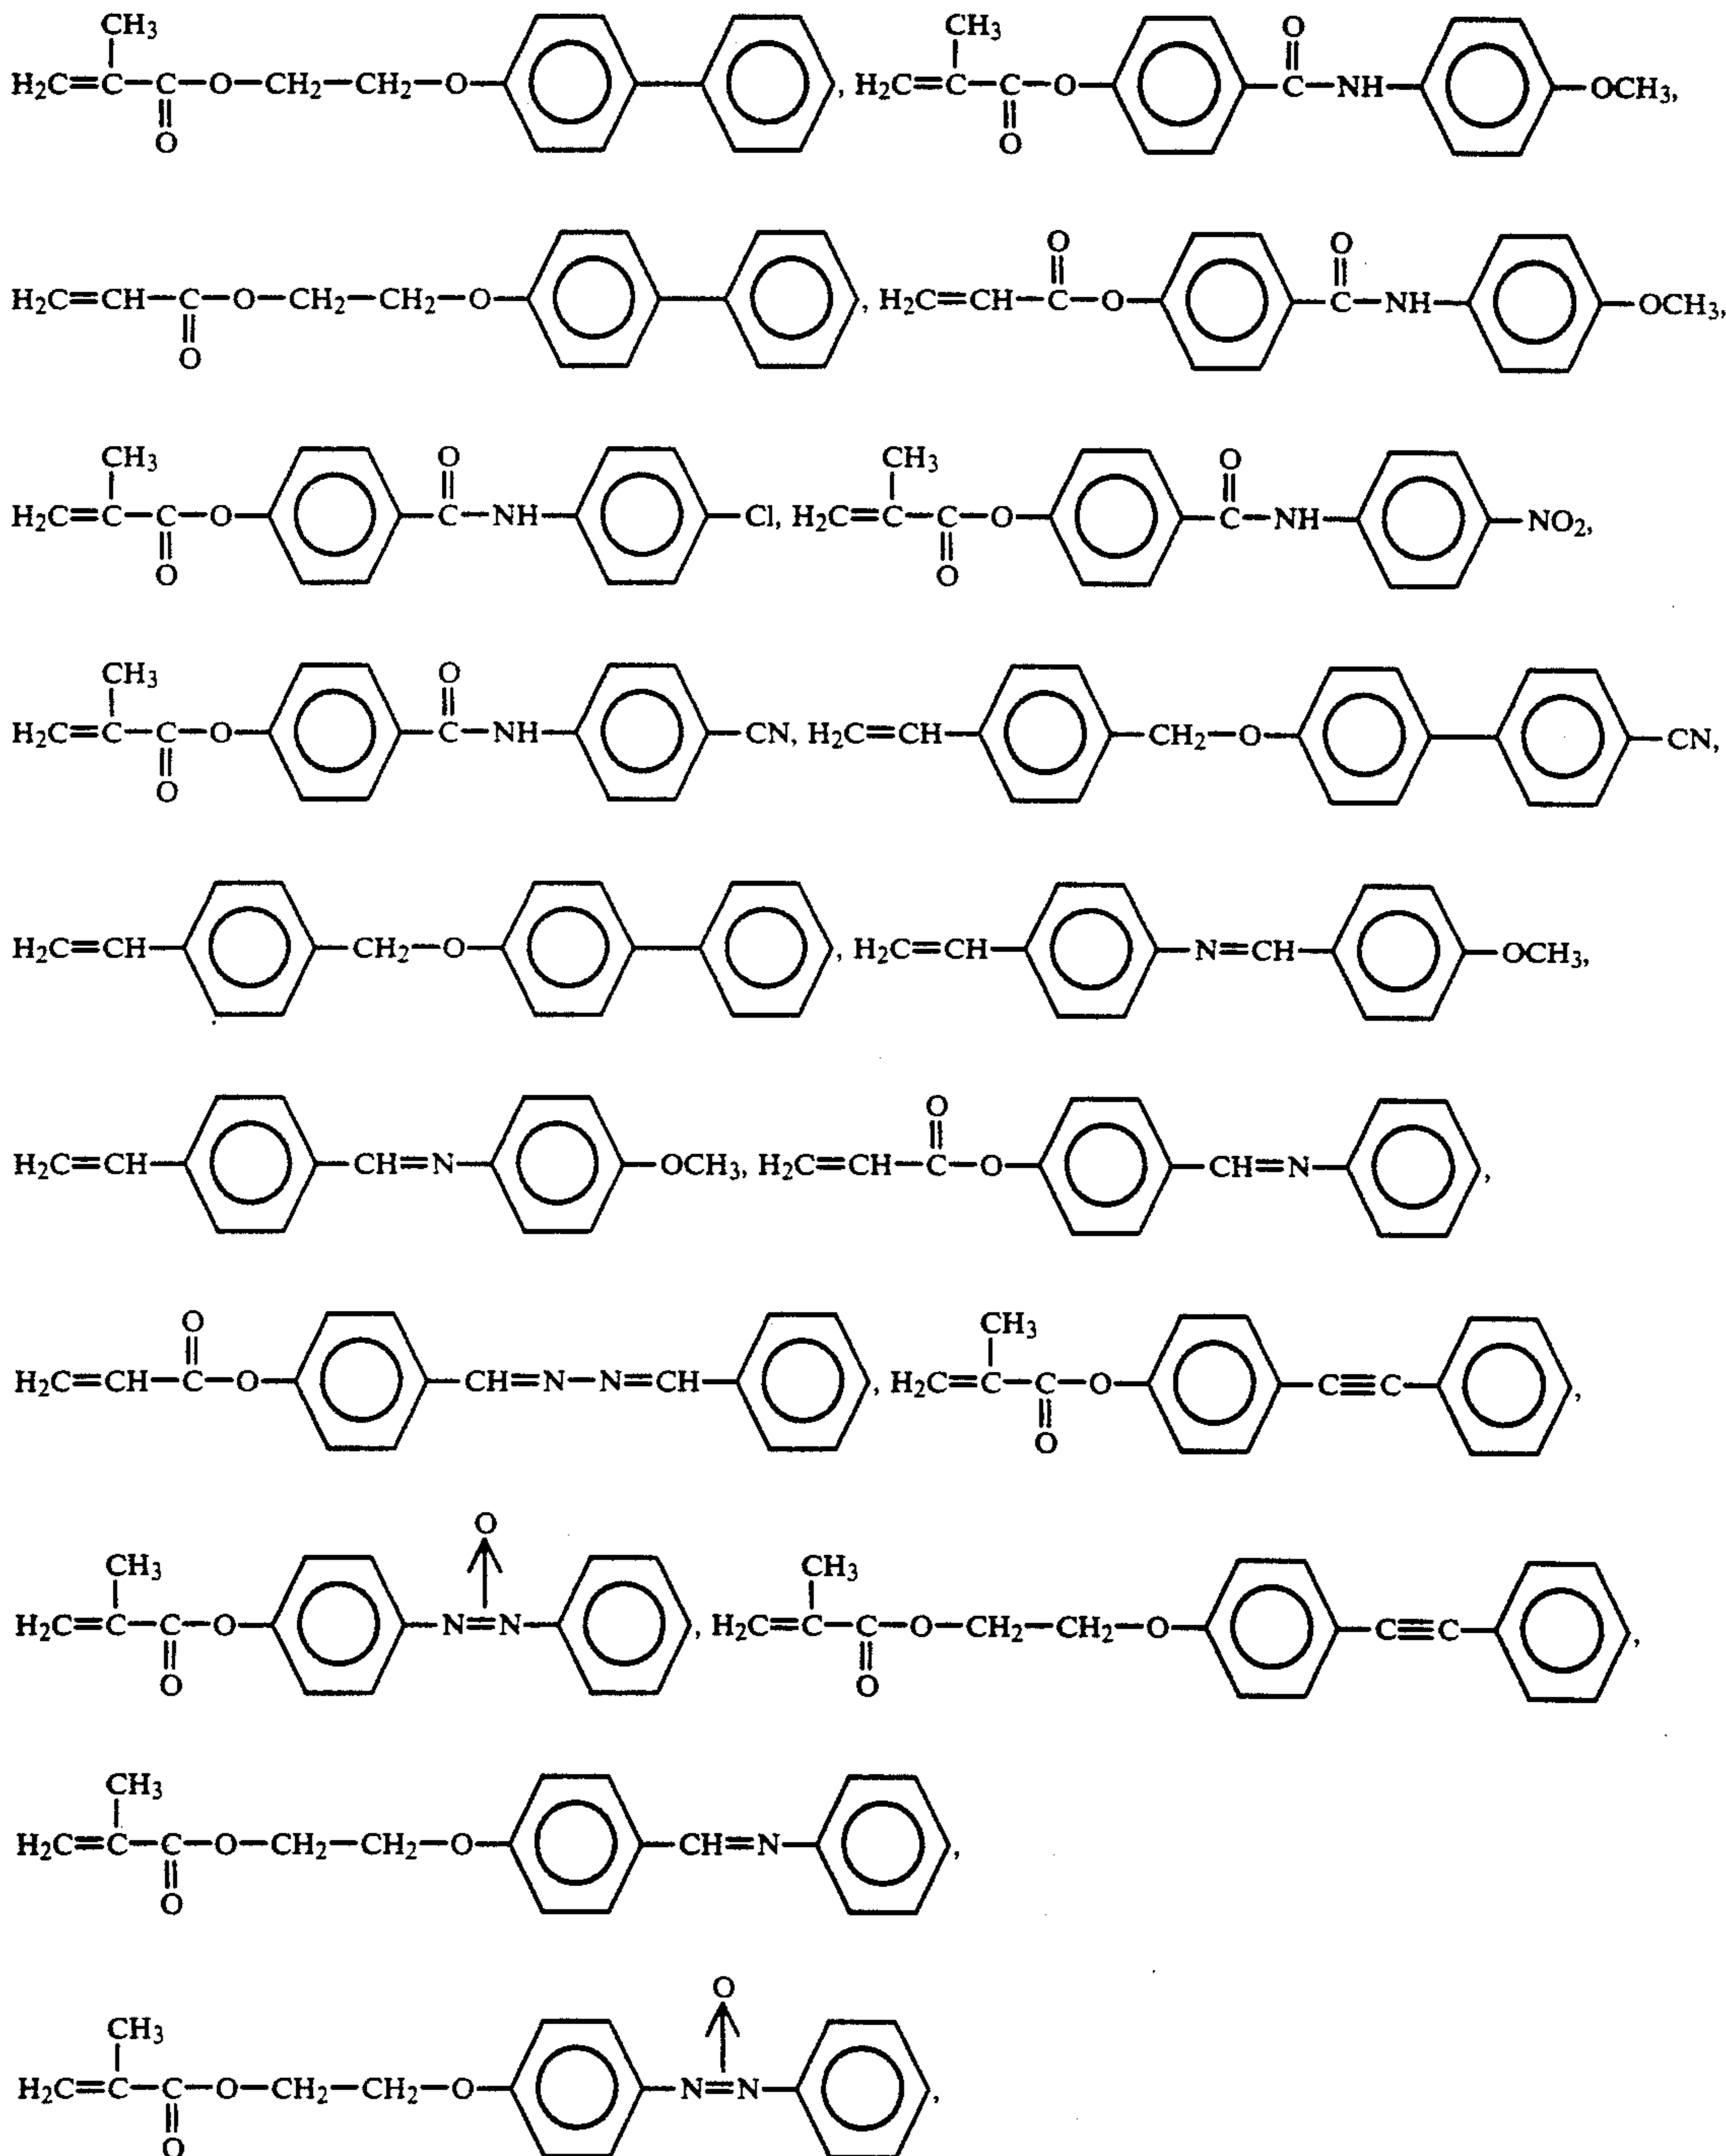 CH3 CH3 O
H2C=C-C-O-CH2-CH2-O- , H2C=C-C-O- -C-NH- -OCH3,
O O
O O
H2C=CH-C-O-CH2-CH2-O- , H2C=CH-C-O- -C-NH- -OCH3,
O
CH3 O CH3 O
H2C=C-C-O- -C-NH- -Cl, H2C=C-C-O- -C-NH- -NO2,
O O
CH3 O
H2C=C-C-O- -C-NH- -CN, H2C=CH- -CH2-O- -CN,
O
H2C=CH- -CH2-O- , H2C=CH- -N=CH- -OCH3,
O
H2C=CH- -CH=N- -OCH3, H2C=CH-C-O- -CH=N- ,
O CH3
H2C=CH-C-O- -CH=N-N=CH- , H2C=C-C-O- -C≡C- ,
O
O
CH3 CH3
H2C=C-C-O- -N=N- , H2C=C-C-O-CH2-CH2-O- -C≡C- ,
O O
CH3
H2C=C-C-O-CH2-CH2-O- -CH=N- ,
O
O
CH3
H2C=C-C-O-CH2-CH2-O- -N=N- ,
O